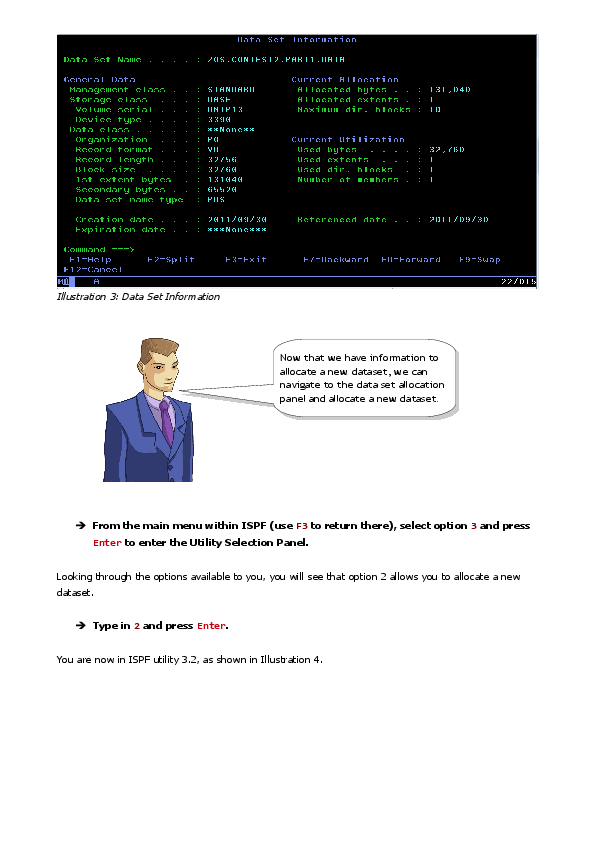 Data Set Information
Data Set Name . . . . : ZOS.CONTEST2.PART1.DATA
General Data Current Allocation
Management class . . : STANDARD Allocated bytes . . : 131,040
Storage class . . . : BASE Allocated extents . : 1
Volume serial . . . : Maximum dir. blocks : 10
Device type . . . . : 3390
Data class . . . . . : **None**
Organization . . . : PO Current Utilization
Record format . . . : VB Used bytes . . . . : 32,760
Record length . . . : 32756 Used extents . . . : 1
Block size . . . . : 32760 Used dir. blocks . : 1
1st extent bytes . : 131040 Number of members . : 1
Secondary bytes . . : 65520
Data set name type : PDS
Creation date . . . : 2011/09/30 Referenced date . . : 2011/09/30
Expiration date . . : ***None***
Command ===>
F1=Help F2=Split F3=Exit F7=Backward F8=Forward F9=Swap
F12=Cancel
A 22/015
Illustration 3: Data Set Information
Now that we have information to
allocate a new dataset, we can
navigate to the data set allocation
panel and allocate a new dataset.
➔ From the main menu within ISPF (use F3 to return there), select option 3 and press
Enter to enter the Utility Selection Panel.
Looking through the options available to you, you will see that option 2 allows you to allocate a new
dataset.
➔ Type in 2 and press Enter.
You are now in ISPF utility 3.2, as shown in Illustration 4.